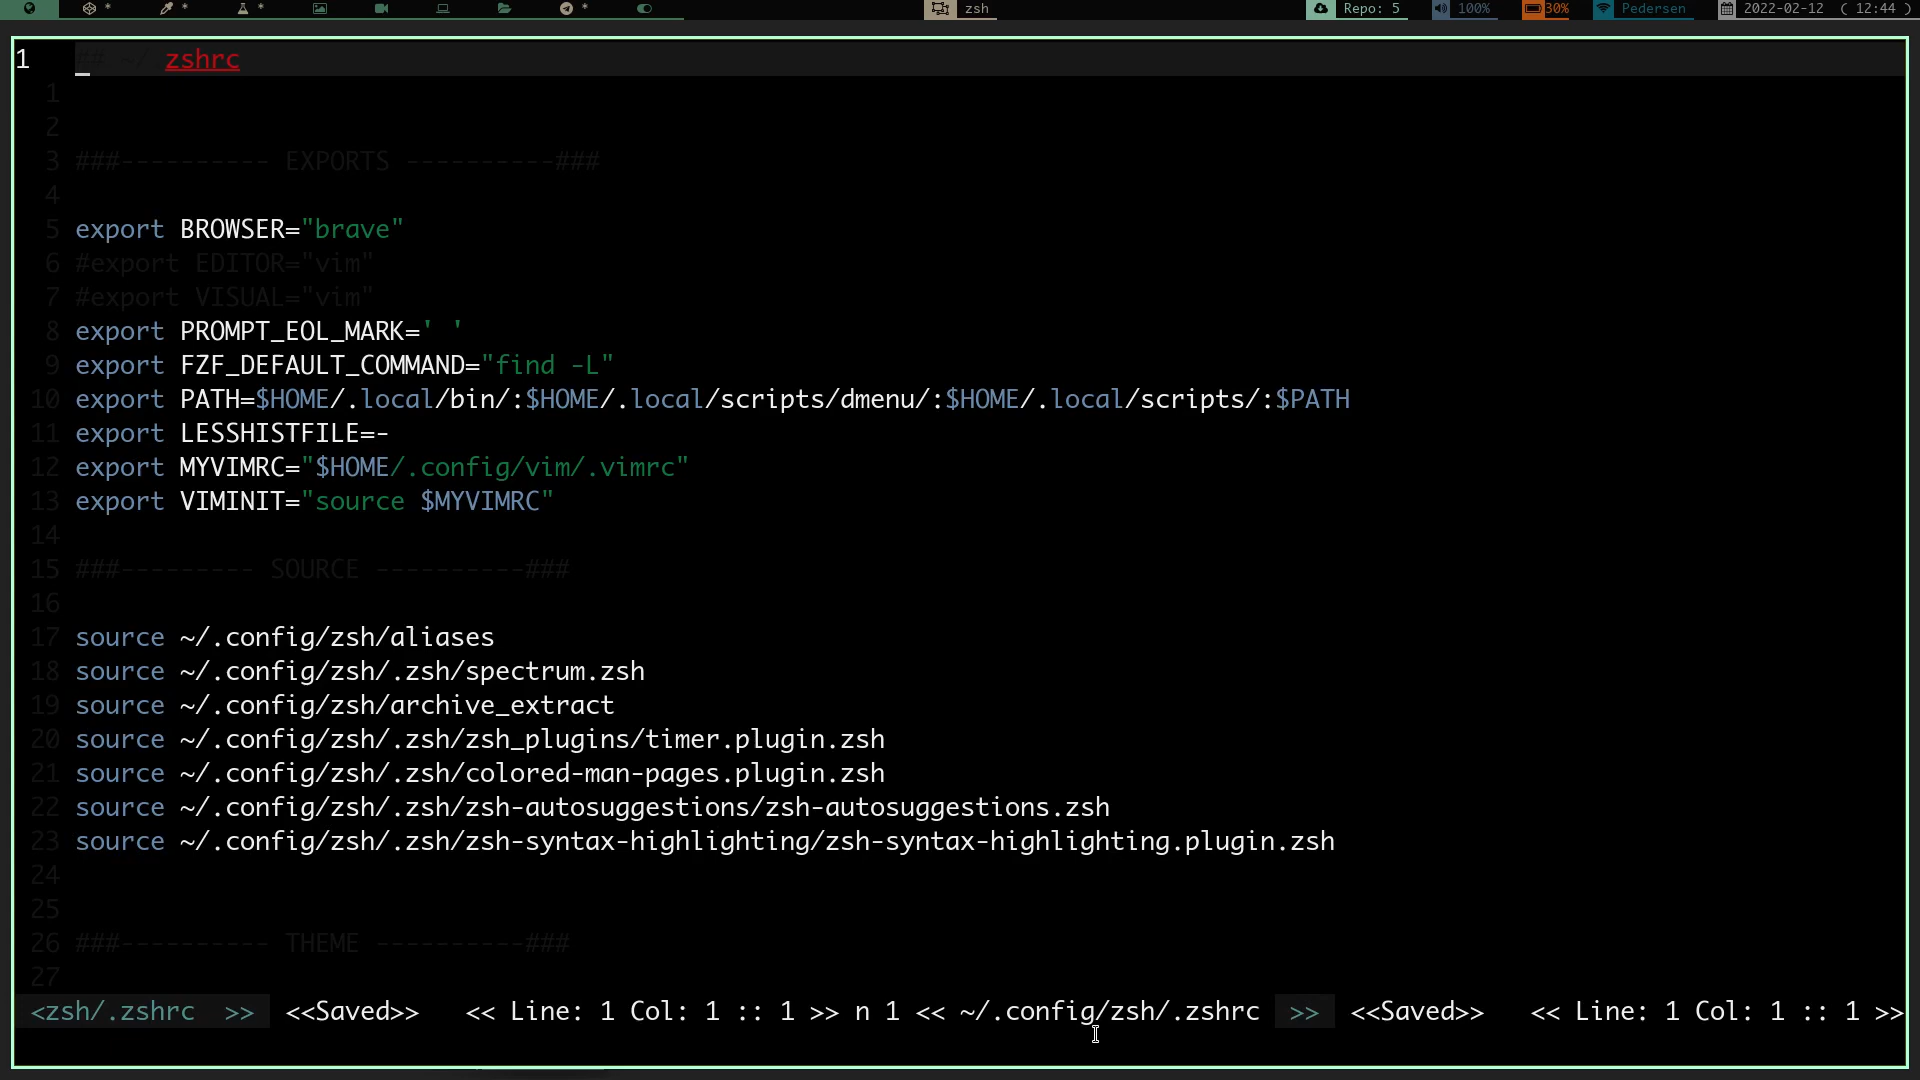 * * * * * zsh Repo: 5 100% 30% Pedersen 2022-02-12 ( 12:44 )
1 ## ~/ zshrc
1
2
3 ###---------- EXPORTS ----------###
4
5 export BROWSER="brave"
6 #export EDITOR="vim"
7 #export VISUAL="vim"
8 export PROMPT_EOL_MARK=' '
9 export FZF_DEFAULT_COMMAND="find -L"
10 export PATH=$HOME/.local/bin/:$HOME/.local/scripts/dmenu/:$HOME/.local/scripts/:$PATH
11 export LESSHISTFILE=-
12 export MYVIMRC="$HOME/.config/vim/.vimrc"
13 export VIMINIT="source $MYVIMRC"
14
15 ###--------- SOURCE ----------###
16
17 source ~/.config/zsh/aliases
18 source ~/.config/zsh/.zsh/spectrum.zsh
19 source ~/.config/zsh/archive_extract
20 source ~/.config/zsh/.zsh/zsh_plugins/timer.plugin.zsh
21 source ~/.config/zsh/.zsh/colored-man-pages.plugin.zsh
22 source ~/.config/zsh/.zsh/zsh-autosuggestions/zsh-autosuggestions.zsh
23 source ~/.config/zsh/.zsh/zsh-syntax-highlighting/zsh-syntax-highlighting.plugin.zsh
24
25
26 ###---------- THEME ----------###
27
<zsh/.zshrc >> <<Saved>> << Line: 1 Col: 1 :: 1 >> n 1 << ~/.config/zsh/.zshrc >> <<Saved>> << Line: 1 Col: 1 :: 1 >>